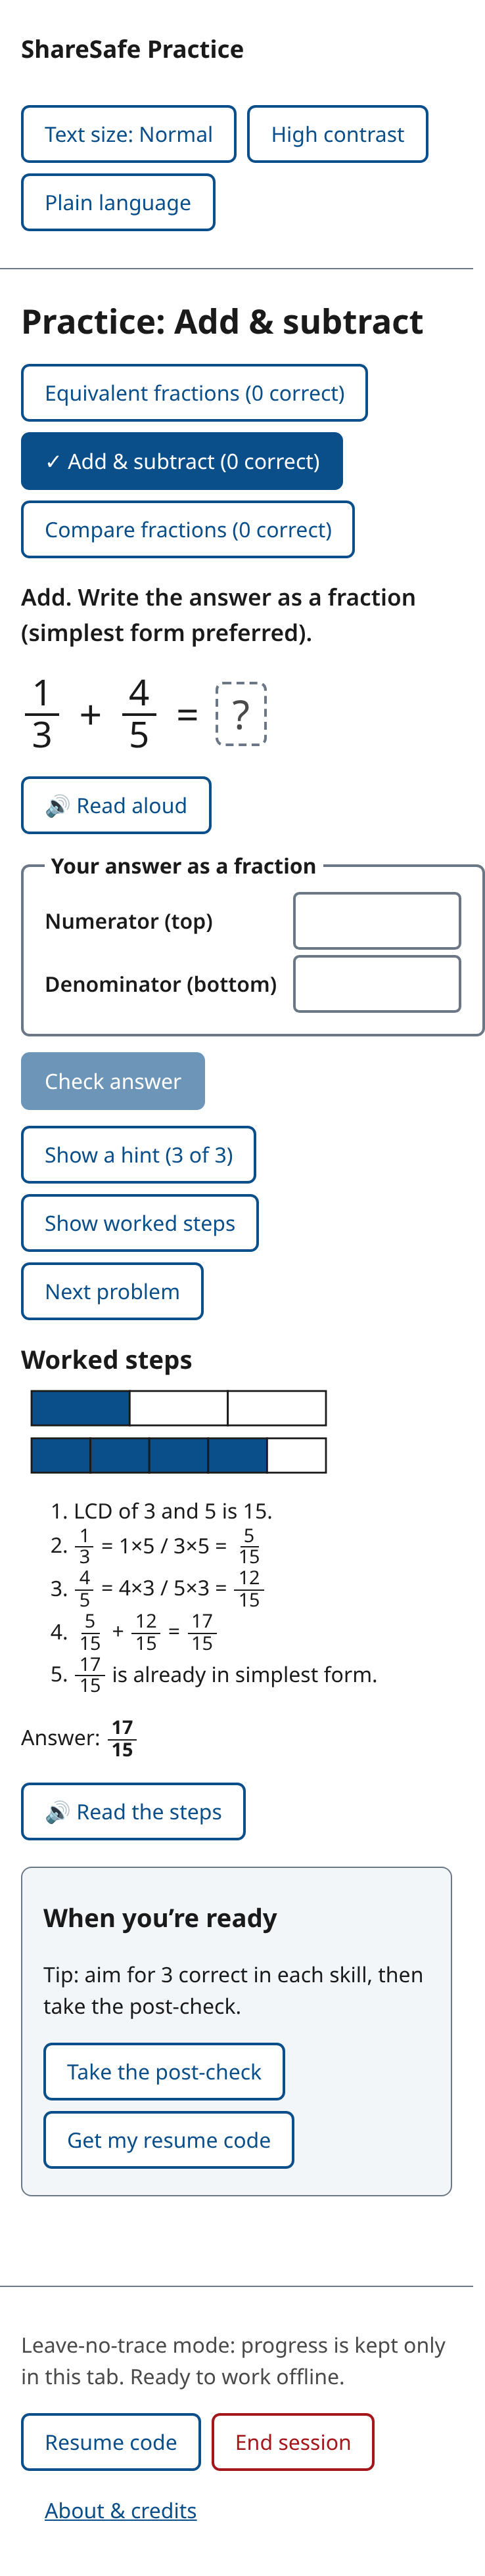 ShareSafe Practice
Text size: Normal
High contrast
Plain language
Practice: Add & subtract
Equivalent fractions (0 correct)
✓ Add & subtract (0 correct)
Compare fractions (0 correct)
Add. Write the answer as a fraction
(simplest form preferred).
1/3 + 4/5 = ?
🔊 Read aloud
Your answer as a fraction
Numerator (top)
Denominator (bottom)
Check answer
Show a hint (3 of 3)
Show worked steps
Next problem
Worked steps
1. LCD of 3 and 5 is 15.
2. 1/3 = 1×5 / 3×5 = 5/15
3. 4/5 = 4×3 / 5×3 = 12/15
4. 5/15 + 12/15 = 17/15
5. 17/15 is already in simplest form.
Answer: 17/15
🔊 Read the steps
When you’re ready
Tip: aim for 3 correct in each skill, then
take the post-check.
Take the post-check
Get my resume code
Leave-no-trace mode: progress is kept only
in this tab. Ready to work offline.
Resume code
End session
About & credits